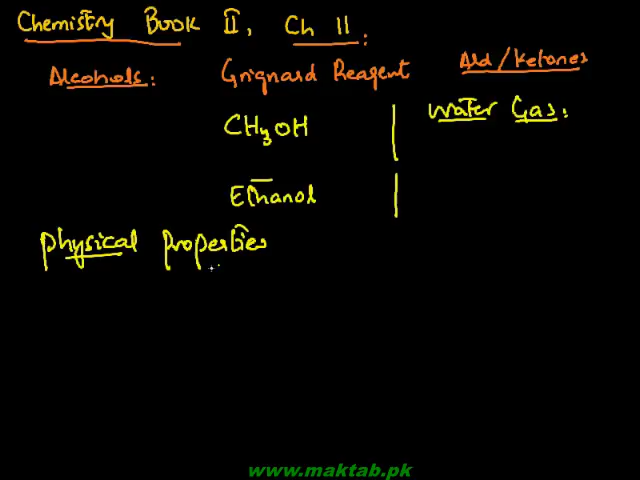 Chemistry Book II, Ch 11:
Alcohols: Grignard Reagent Ald/Ketones
Water Gas:
CH3OH
Ethanol
Physical Properties
www.maktab.pk